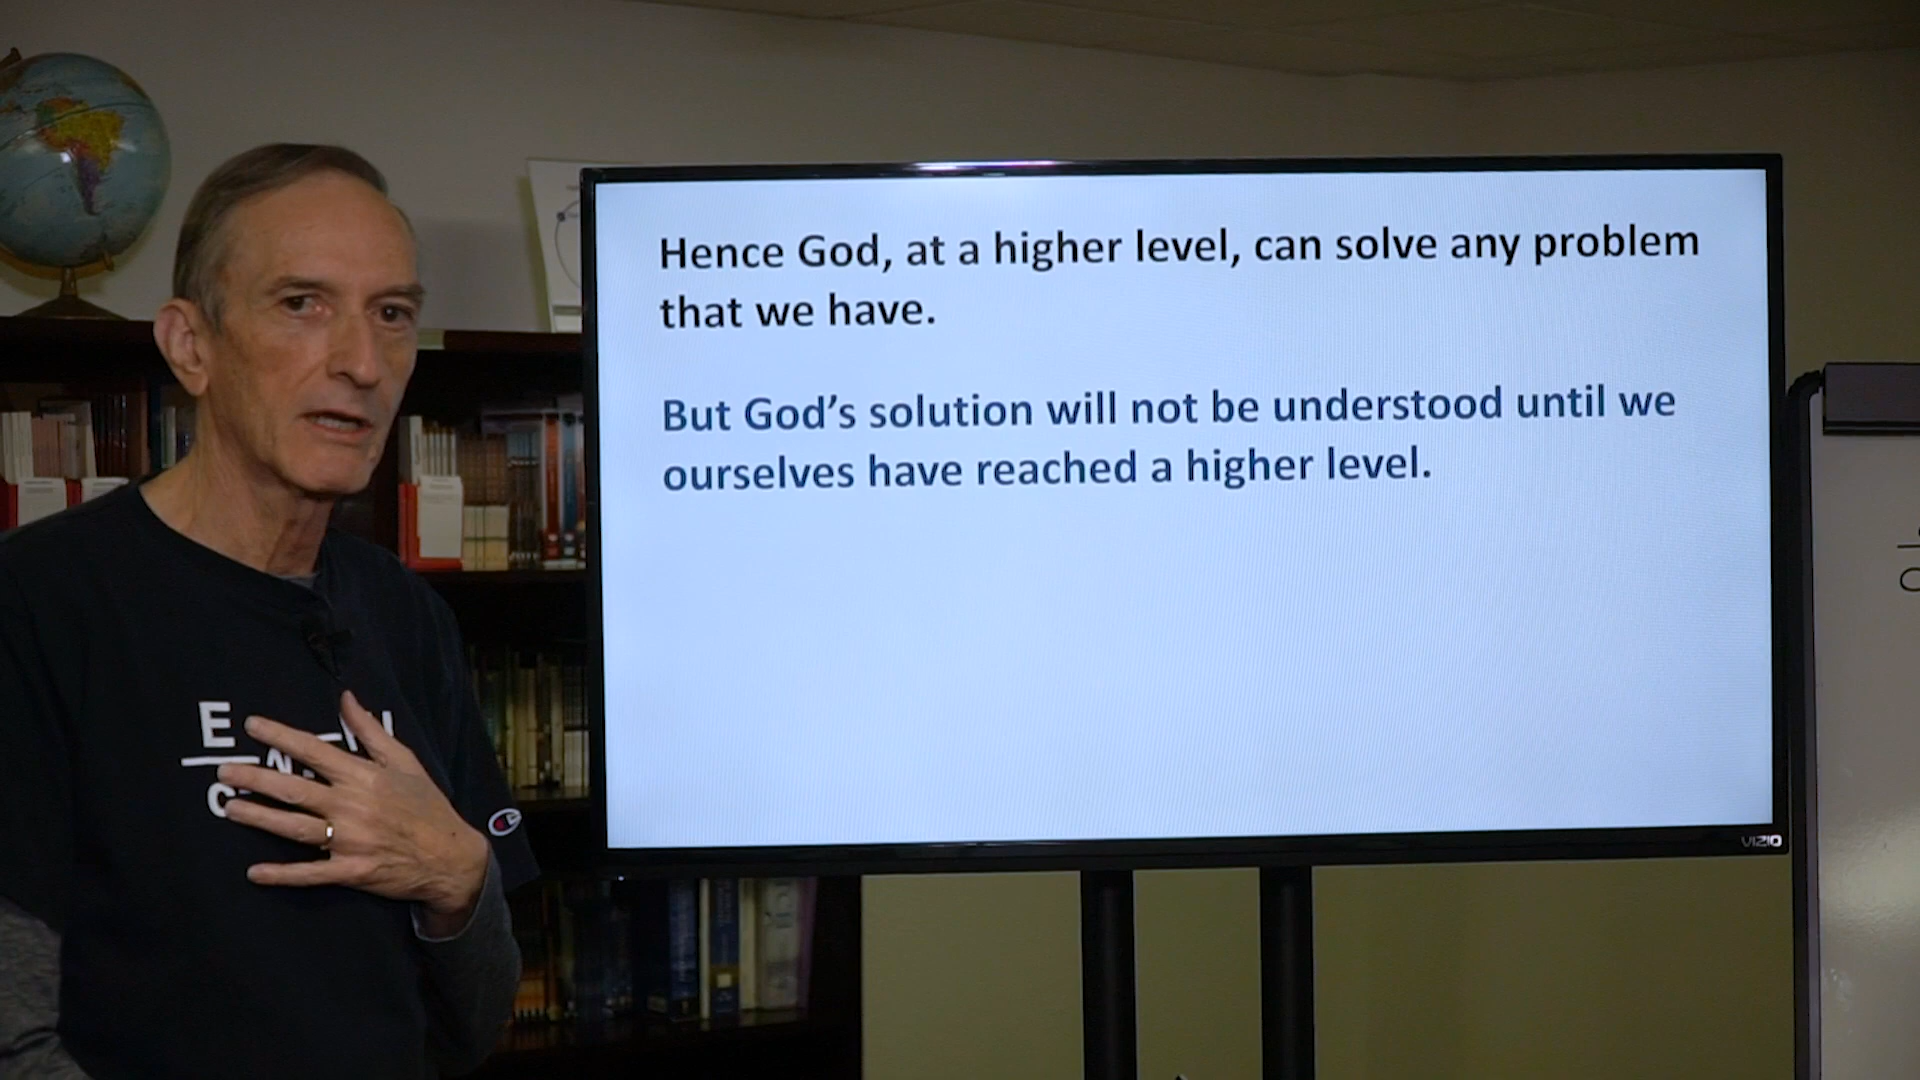 Hence God, at a higher level, can solve any problem
that we have.
But God’s solution will not be understood until we
ourselves have reached a higher level.
VIZIO
E
C